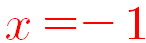 x = − 1